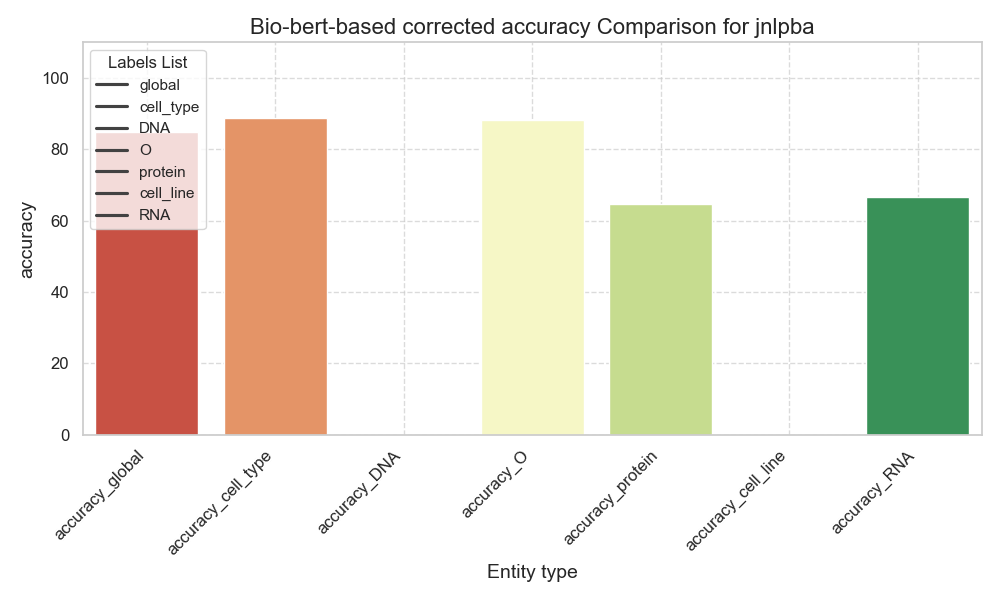 Bio-bert-based corrected accuracy Comparison for jnlpba
Labels List
global
cell_type
DNA
O
protein
cell_line
RNA
accuracy
100
80
60
40
20
0
accuracy_global
accuracy_cell_type
accuracy_DNA
accuracy_O
accuracy_protein
accuracy_cell_line
accuracy_RNA
Entity type